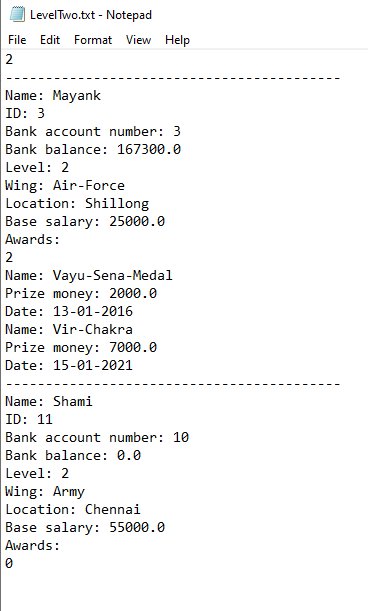 LevelTwo.txt - Notepad
File Edit Format View Help
2
------------------------------------------
Name: Mayank
ID: 3
Bank account number: 3
Bank balance: 167300.0
Level: 2
Wing: Air-Force
Location: Shillong
Base salary: 25000.0
Awards:
2
Name: Vayu-Sena-Medal
Prize money: 2000.0
Date: 13-01-2016
Name: Vir-Chakra
Prize money: 7000.0
Date: 15-01-2021
------------------------------------------
Name: Shami
ID: 11
Bank account number: 10
Bank balance: 0.0
Level: 2
Wing: Army
Location: Chennai
Base salary: 55000.0
Awards:
0